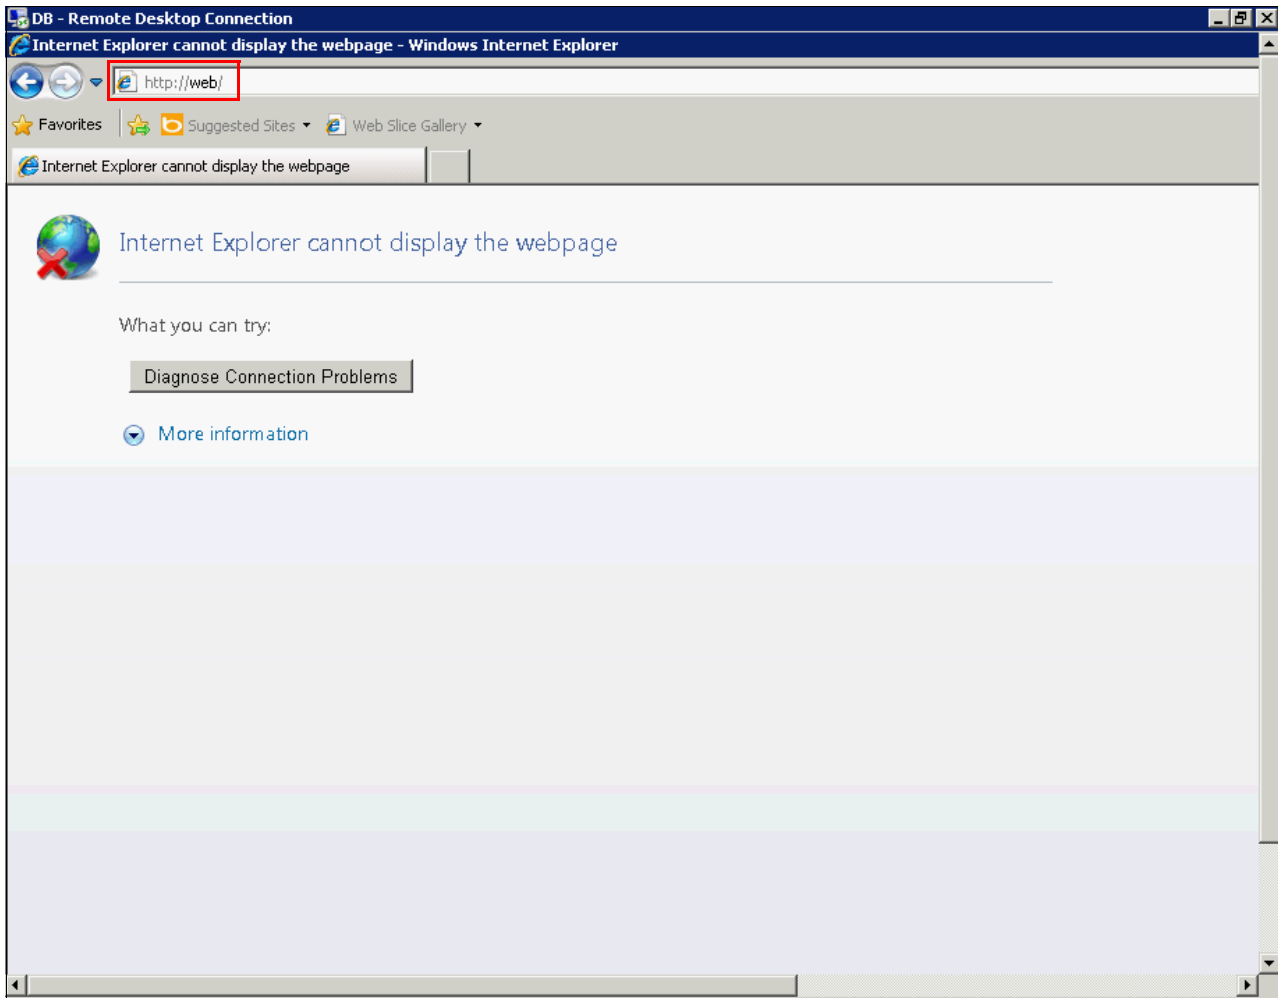 DB - Remote Desktop Connection
Internet Explorer cannot display the webpage - Windows Internet Explorer
http://web/
Favorites Suggested Sites Web Slice Gallery
Internet Explorer cannot display the webpage
Internet Explorer cannot display the webpage
What you can try:
Diagnose Connection Problems
More information